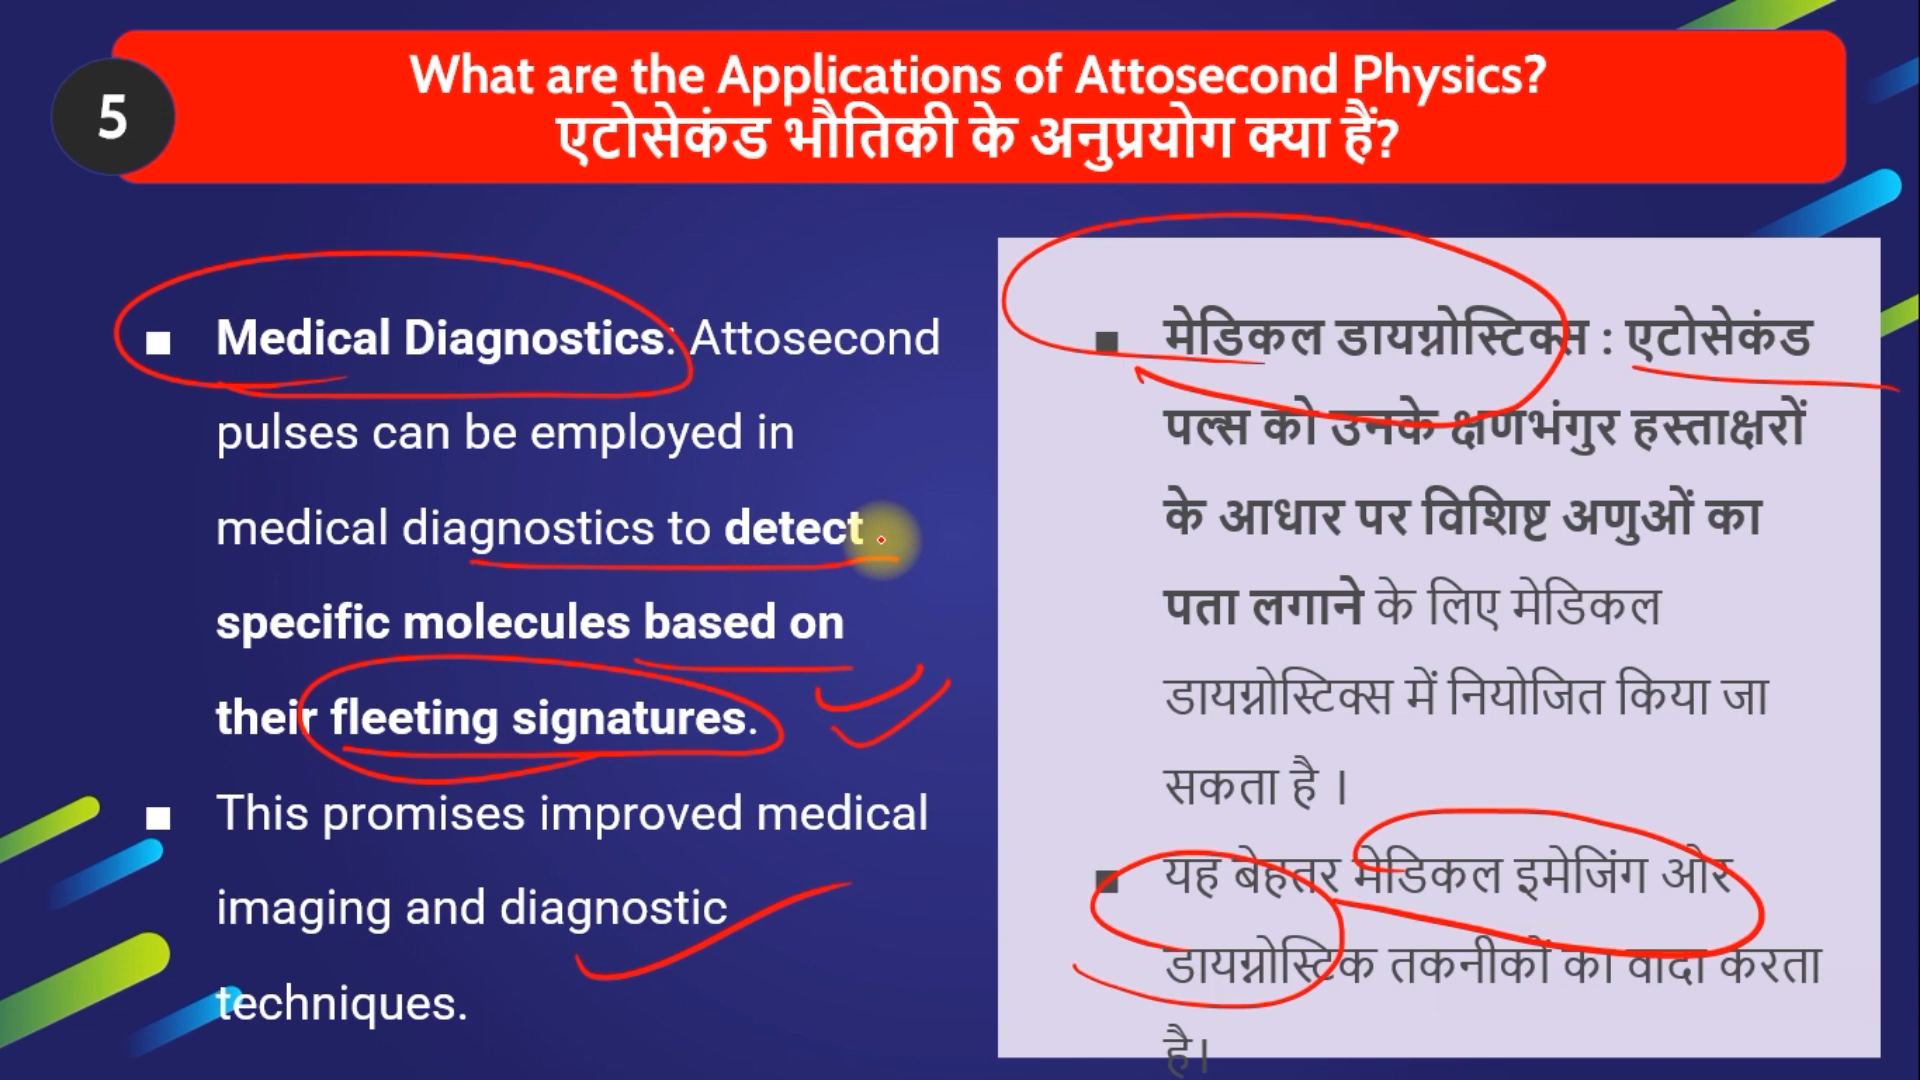 5
What are the Applications of Attosecond Physics?
एटोसेकंड भौतिकी के अनुप्रयोग क्या हैं?
■ Medical Diagnostics: Attosecond
pulses can be employed in
medical diagnostics to detect
specific molecules based on
their fleeting signatures.
■ This promises improved medical
imaging and diagnostic
techniques.
■ मेडिकल डायग्नोस्टिक्स : एटोसेकंड
पल्स को उनके क्षणभंगुर हस्ताक्षरों
के आधार पर विशिष्ट अणुओं का
पता लगाने के लिए मेडिकल
डायग्नोस्टिक्स में नियोजित किया जा
सकता है ।
■ यह बेहतर मेडिकल इमेजिंग और
डायग्नोस्टिक तकनीकों का वादा करता
है।